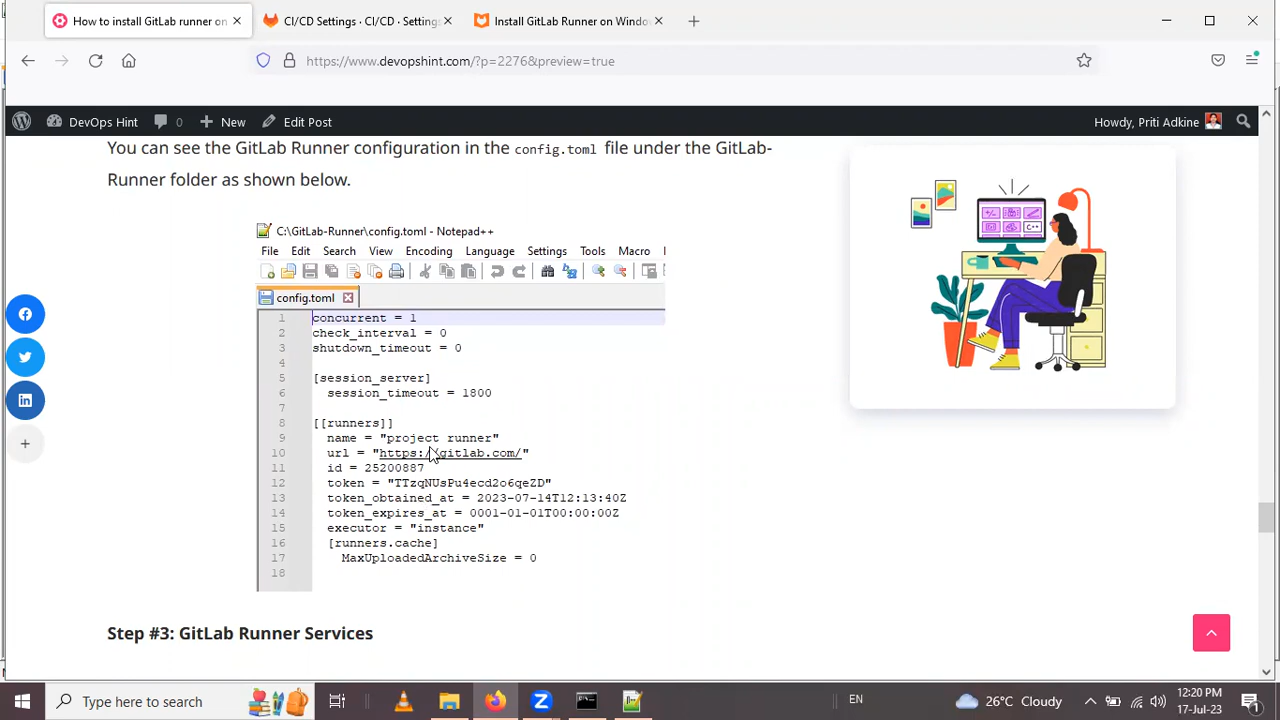 How to install GitLab runner on
CI/CD Settings · CI/CD · Settings
Install GitLab Runner on Windo
https://www.devopshint.com/?p=2276&preview=true
DevOps Hint
0
New
Edit Post
Howdy, Priti Adkine
You can see the GitLab Runner configuration in the config.toml file under the GitLab-
Runner folder as shown below.
C:\GitLab-Runner\config.toml - Notepad++
File Edit Search View Encoding Language Settings Tools Macro
config.toml
1 concurrent = 1
2 check_interval = 0
3 shutdown_timeout = 0
4
5 [session_server]
6 session_timeout = 1800
7
8 [[runners]]
9 name = "project runner"
10 url = "https://gitlab.com/"
11 id = 25200887
12 token = "TTzqNUsPu4ecd2o6qeZD"
13 token_obtained_at = 2023-07-14T12:13:40Z
14 token_expires_at = 0001-01-01T00:00:00Z
15 executor = "instance"
16 [runners.cache]
17 MaxUploadedArchiveSize = 0
18
C++
Step #3: GitLab Runner Services
Type here to search
EN
26°C Cloudy
12:20 PM
17-Jul-23
1